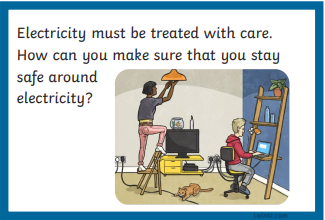 Electricity must be treated with care.
How can you make sure that you stay
safe around
electricity?